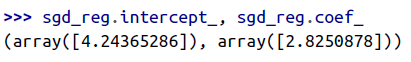 >>> sgd_reg.intercept_, sgd_reg.coef_
(array([4.24365286]), array([2.8250878]))